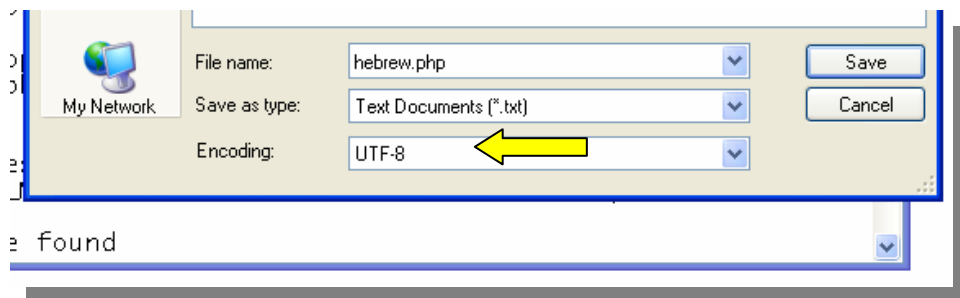 File name: hebrew.php Save
My Network Save as type: Text Documents (*.txt) Cancel
Encoding: UTF-8
found